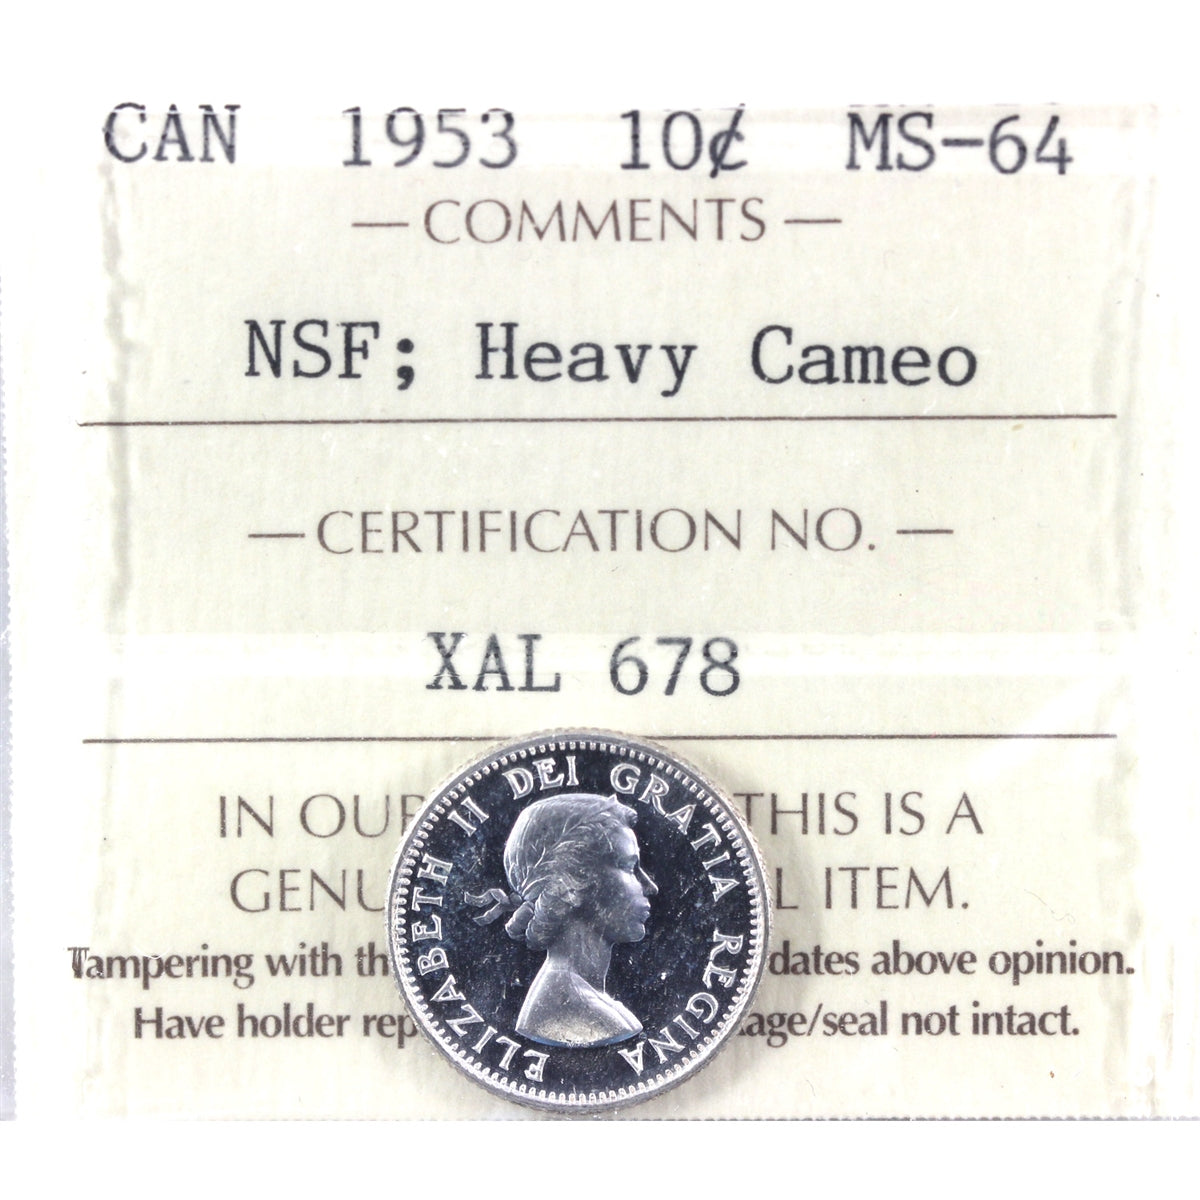 CAN 1953 10¢ MS-64
— COMMENTS —
NSF; Heavy Cameo
— CERTIFICATION NO. —
XAL 678
IN OUR THIS IS A
GENU L ITEM.
Tampering with th dates above opinion.
Have holder rep age/seal not intact.
ELIZABETH II DEI GRATIA REGINA